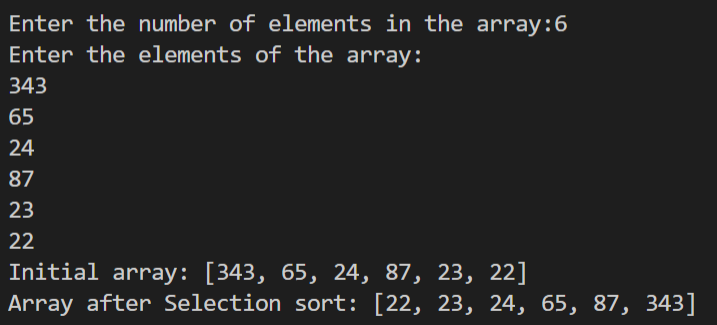 Enter the number of elements in the array:6
Enter the elements of the array:
343
65
24
87
23
22
Initial array: [343, 65, 24, 87, 23, 22]
Array after Selection sort: [22, 23, 24, 65, 87, 343]